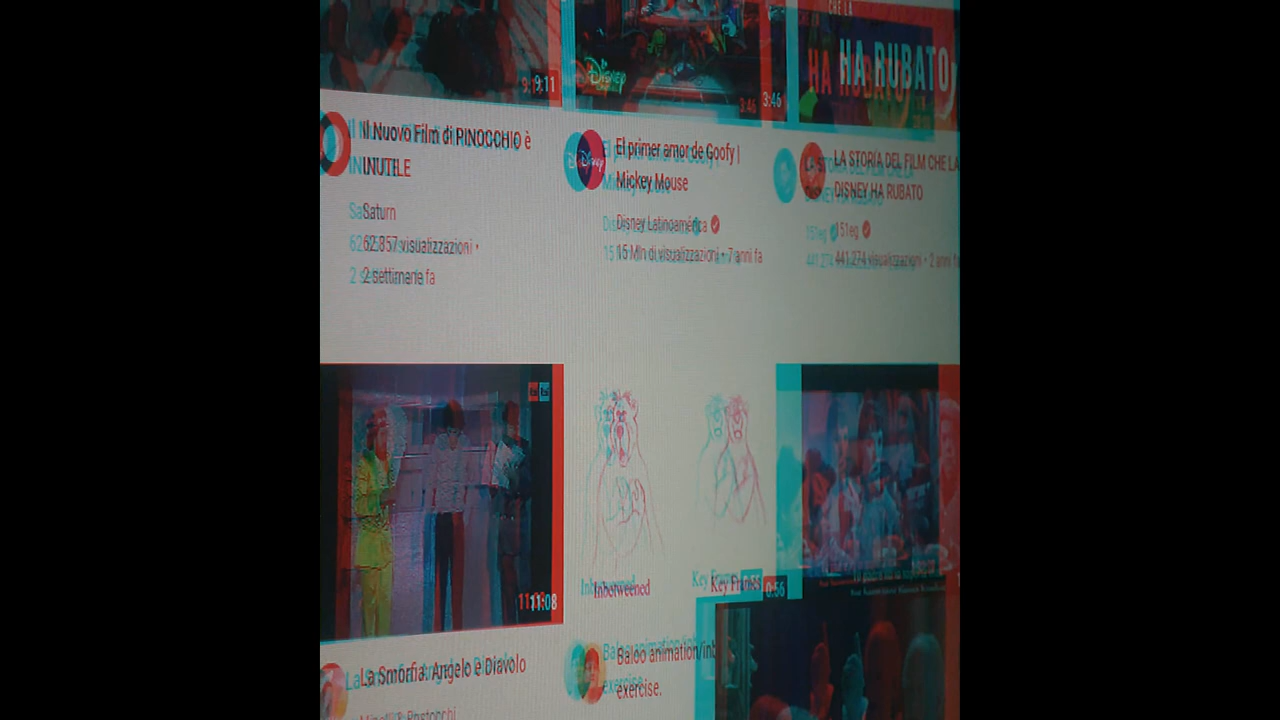 CHE LA
HA RUBATO
DISNEY
9:11
3:46
Il Nuovo Film di PINOCCHIO è
INUTILE
Saturn
62.857 visualizzazioni •
2 settimane fa
El primer amor de Goofy |
Mickey Mouse
Disney Latinoamérica
15 Mln di visualizzazioni • 7 anni fa
LA STORIA DEL FILM CHE LA
DISNEY HA RUBATO
151eg
441.274 visualizzazioni • 2 anni fa
11:08
Inbetweened
Key Frames
0:56
La Smorfia. Angelo e Diavolo
Baloo animation/inb
exercise.